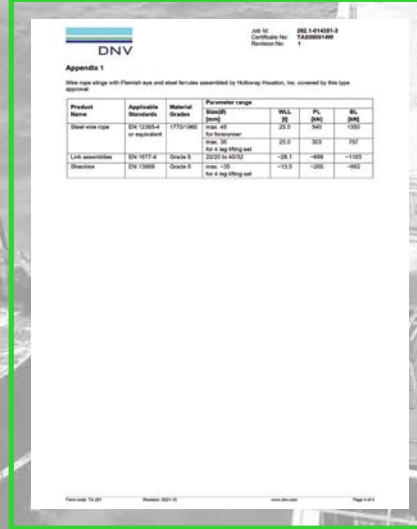 DNV
Job Id: 262.1-014351-3
Certificate No: TAS00014W
Revision No: 1
Appendix 1
Wire rope slings with Flemish eye and steel ferrules assembled by Holloway Houston, Inc. covered by this type
approval:
Product Name Applicable Standards Material Grades Parameter range
Size(Ø) [mm] WLL [t] PL [kN] BL [kN]
Steel wire rope EN 12385-4 or equivalent 1770/1960 max. 48 for forerunner 25.0 540 1350
max. 36 for 4 leg lifting set 25.0 303 757
Link assemblies EN 1677-4 Grade 8 22/20 to 40/32 ~28.1 ~1103
Shackles EN 13889 Grade 6 max. ~35 for 4 leg lifting set ~13.5 ~265 ~662
Form code: TA 251 Revision: 2021-10 www.dnv.com Page 4 of 4